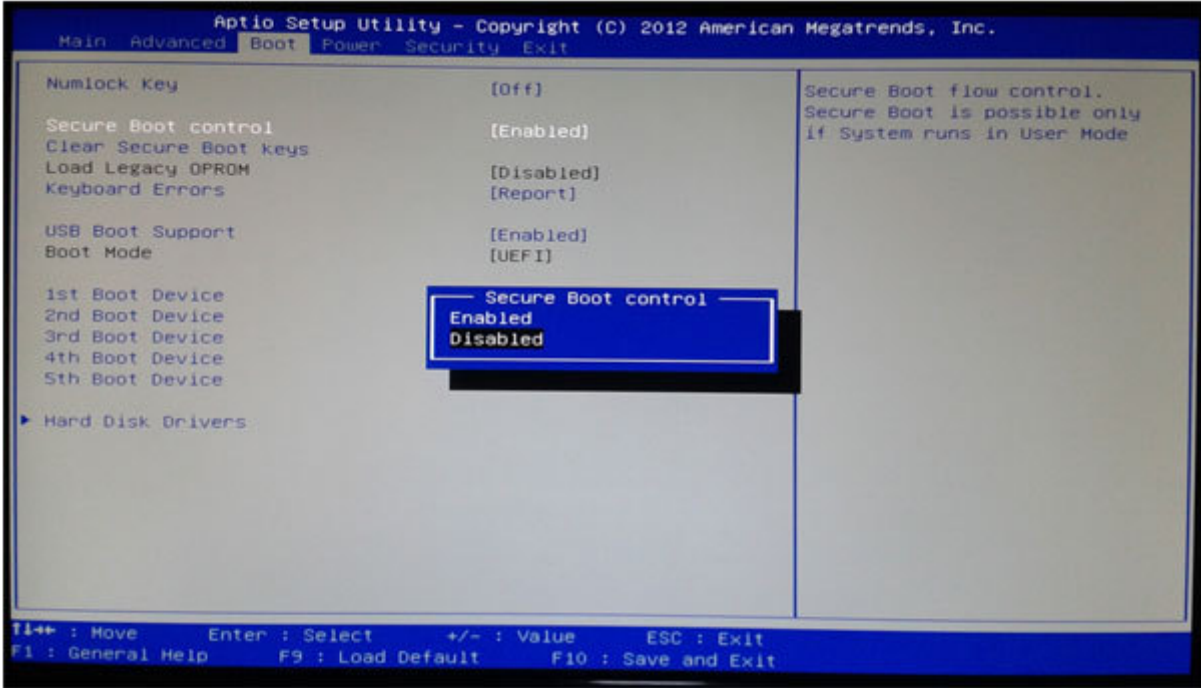 Aptio Setup Utility – Copyright (C) 2012 American Megatrends, Inc.
Main Advanced Boot Power Security Exit
Numlock Key [Off]
Secure Boot control [Enabled]
Clear Secure Boot keys
Load Legacy OPROM [Disabled]
Keyboard Errors [Report]
USB Boot Support [Enabled]
Boot Mode [UEFI]
1st Boot Device
2nd Boot Device
3rd Boot Device
4th Boot Device
5th Boot Device
Hard Disk Drivers
Secure Boot control
Enabled
Disabled
Secure Boot flow control.
Secure Boot is possible only
if System runs in User Mode
↑↓→← : Move Enter : Select +/- : Value ESC : Exit
F1 : General Help F9 : Load Default F10 : Save and Exit